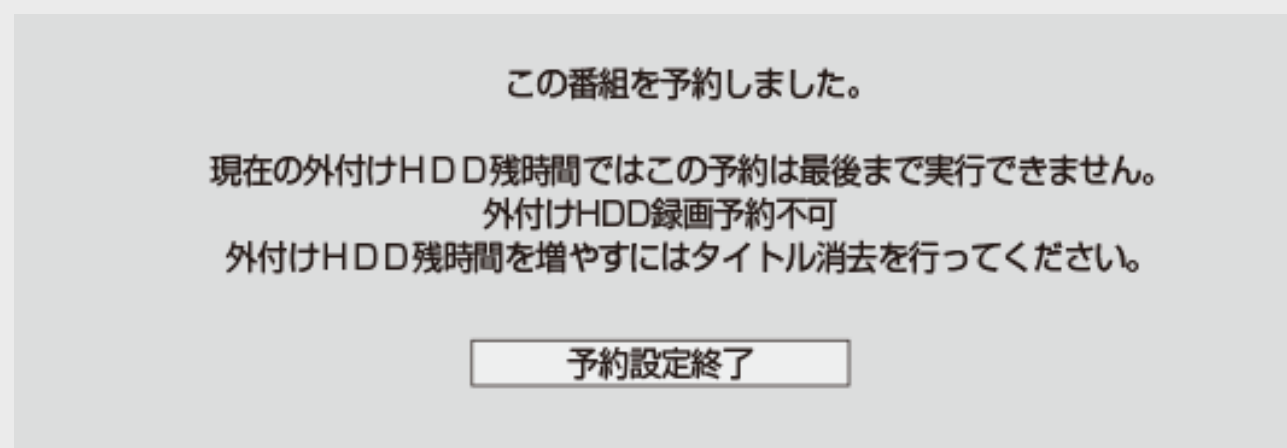 この番組を予約しました。
現在の外付けＨＤＤ残時間ではこの予約は最後まで実行できません。
外付けHDD録画予約不可
外付けＨＤＤ残時間を増やすにはタイトル消去を行ってください。
予約設定終了